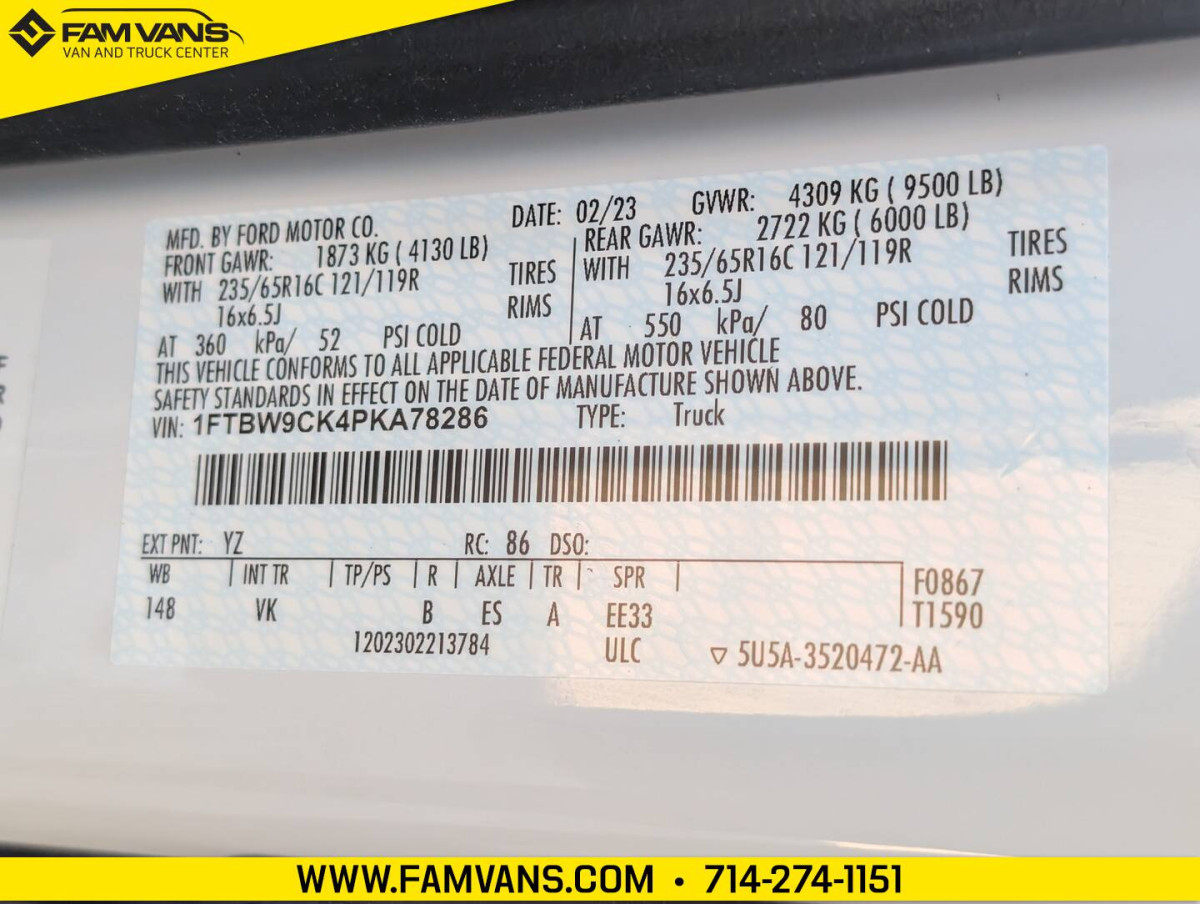 FAM VANS
VAN AND TRUCK CENTER
MFD. BY FORD MOTOR CO. DATE: 02/23 GVWR: 4309 KG ( 9500 LB)
FRONT GAWR: 1873 KG ( 4130 LB) REAR GAWR: 2722 KG ( 6000 LB)
WITH 235/65R16C 121/119R TIRES WITH 235/65R16C 121/119R TIRES
16x6.5J RIMS 16x6.5J RIMS
AT 360 kPa/ 52 PSI COLD AT 550 kPa/ 80 PSI COLD
THIS VEHICLE CONFORMS TO ALL APPLICABLE FEDERAL MOTOR VEHICLE
SAFETY STANDARDS IN EFFECT ON THE DATE OF MANUFACTURE SHOWN ABOVE.
VIN: 1FTBW9CK4PKA78286 TYPE: Truck
EXT PNT: YZ RC: 86 DSO:
WB INT TR TP/PS R AXLE TR SPR F0867
148 VK B ES A EE33 T1590
1202302213784 ULC ▽ 5U5A-3520472-AA
WWW.FAMVANS.COM • 714-274-1151